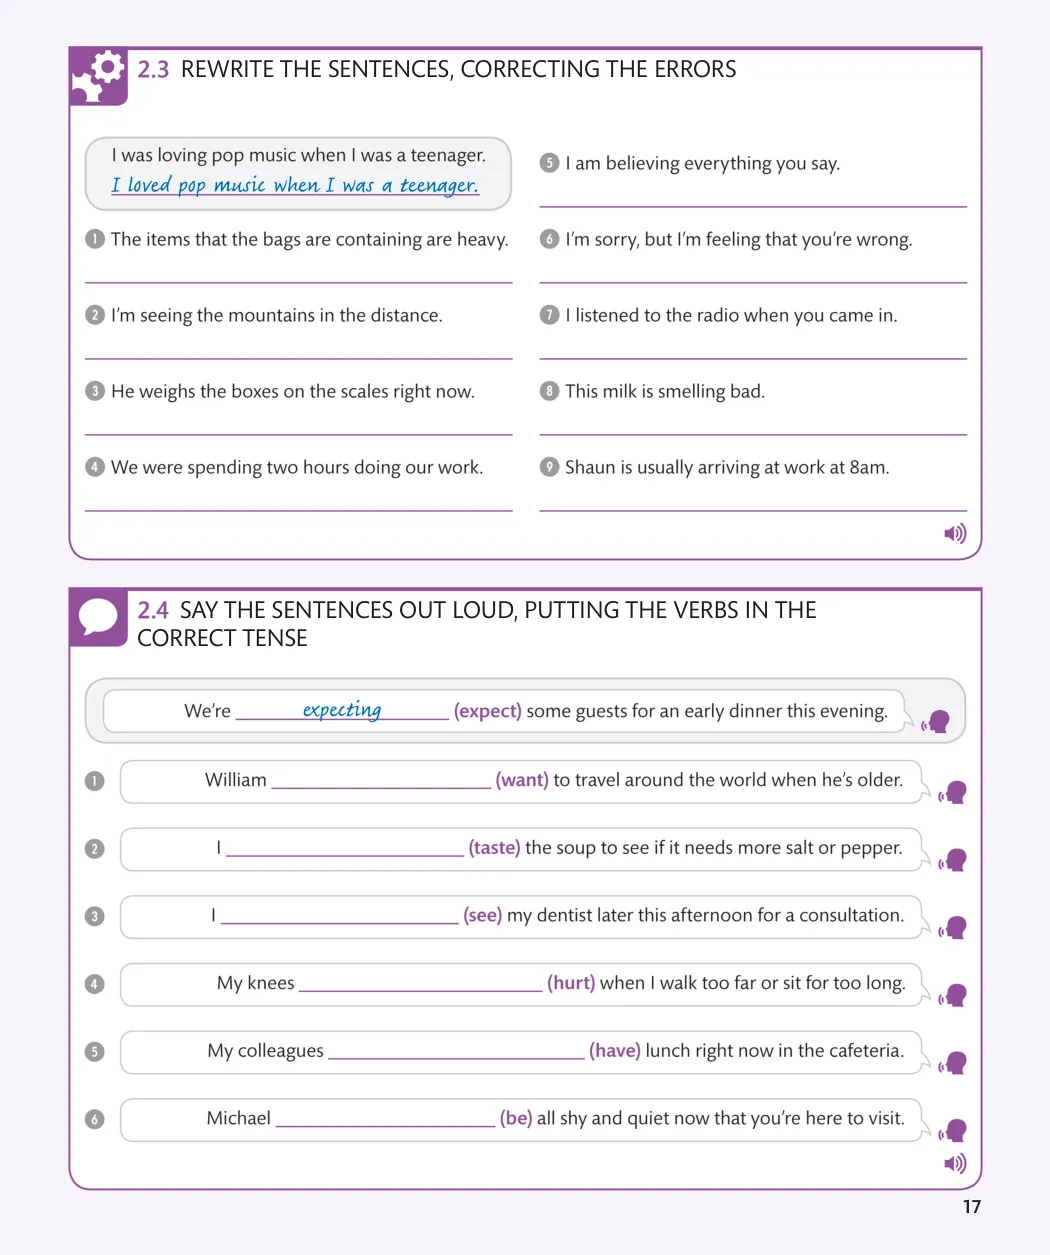 2.3 REWRITE THE SENTENCES, CORRECTING THE ERRORS
I was loving pop music when I was a teenager.
I loved pop music when I was a teenager.
1 The items that the bags are containing are heavy.
2 I'm seeing the mountains in the distance.
3 He weighs the boxes on the scales right now.
4 We were spending two hours doing our work.
5 I am believing everything you say.
6 I'm sorry, but I'm feeling that you're wrong.
7 I listened to the radio when you came in.
8 This milk is smelling bad.
9 Shaun is usually arriving at work at 8am.
2.4 SAY THE SENTENCES OUT LOUD, PUTTING THE VERBS IN THE
CORRECT TENSE
We're expecting (expect) some guests for an early dinner this evening.
1 William ____ (want) to travel around the world when he's older.
2 I ____ (taste) the soup to see if it needs more salt or pepper.
3 I ____ (see) my dentist later this afternoon for a consultation.
4 My knees ____ (hurt) when I walk too far or sit for too long.
5 My colleagues ____ (have) lunch right now in the cafeteria.
6 Michael ____ (be) all shy and quiet now that you're here to visit.
17